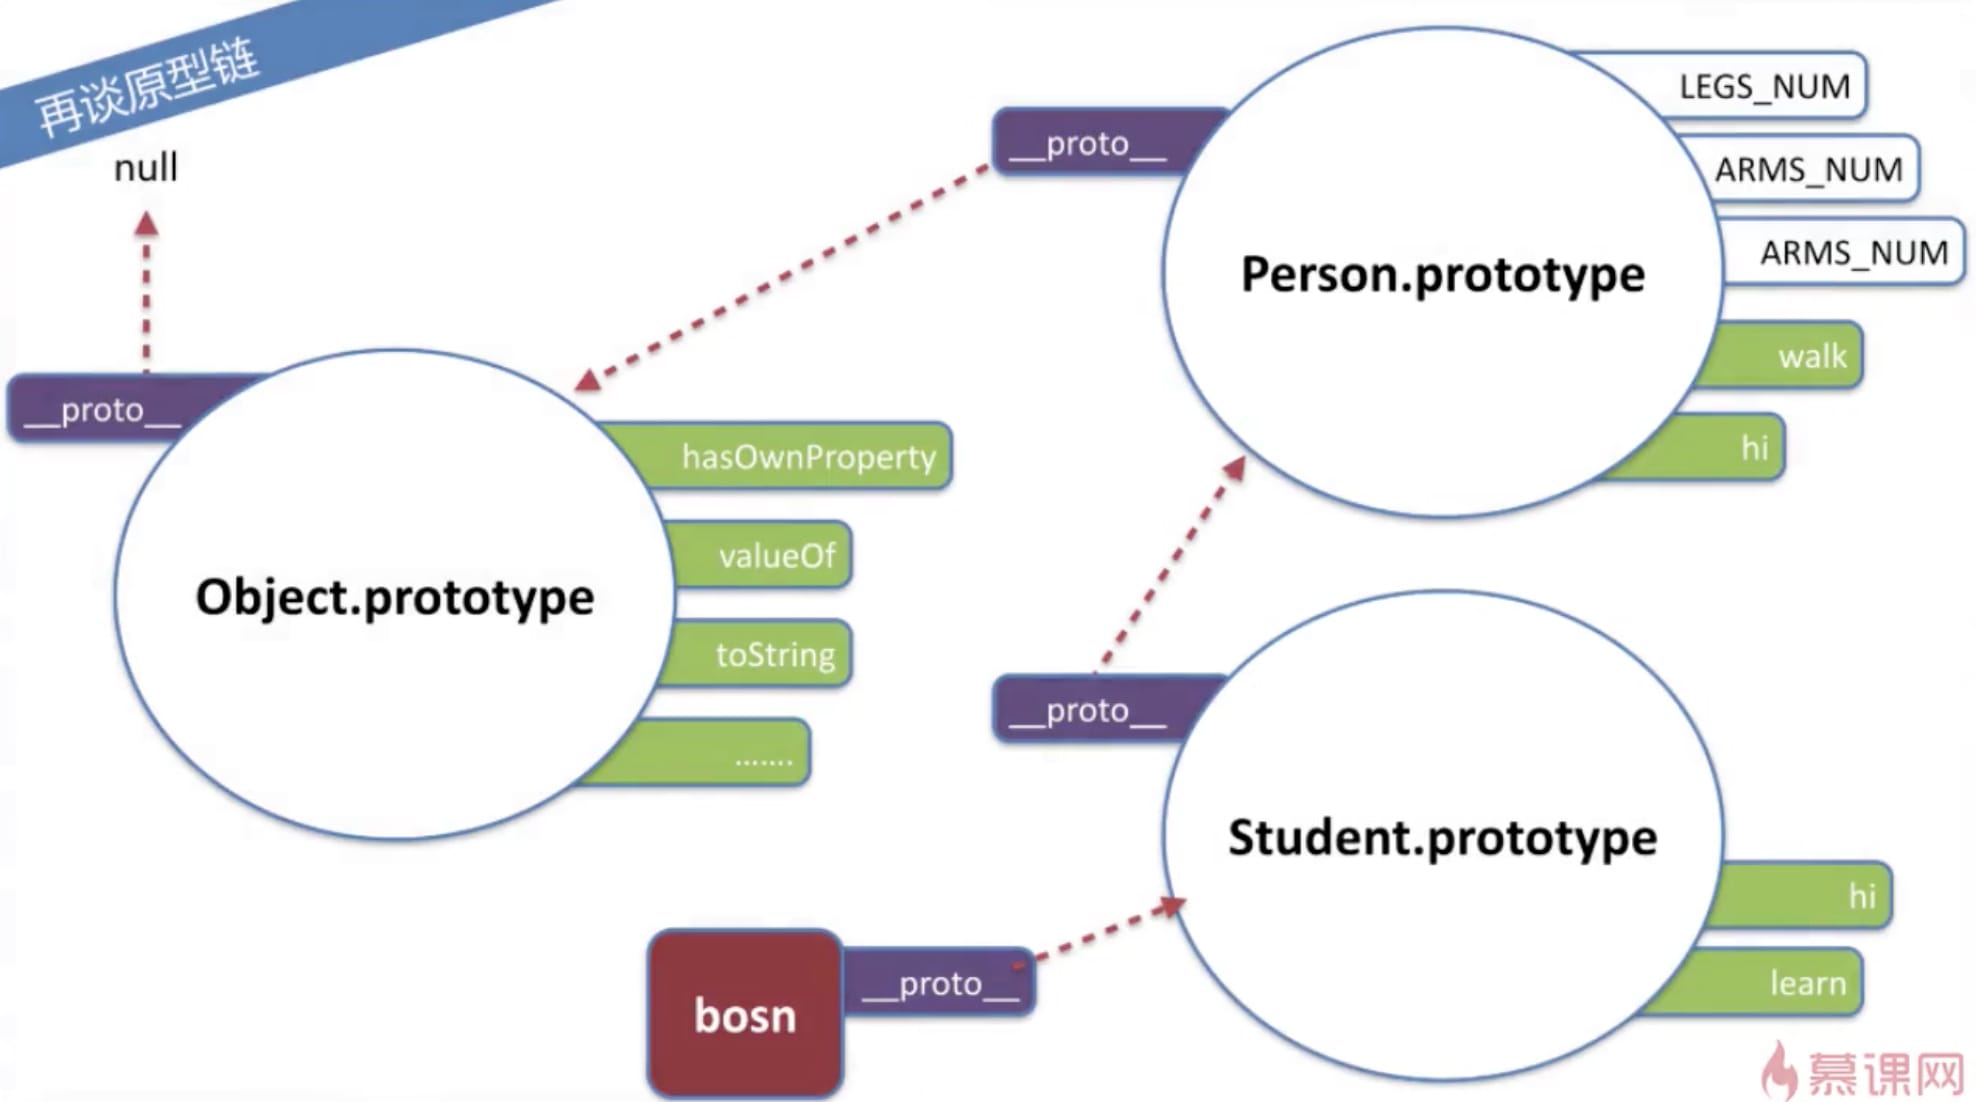 再谈原型链
null
__proto__
Object.prototype
hasOwnProperty
valueOf
toString
.......
__proto__
Person.prototype
LEGS_NUM
ARMS_NUM
ARMS_NUM
walk
hi
__proto__
Student.prototype
hi
learn
bosn
__proto__
慕课网